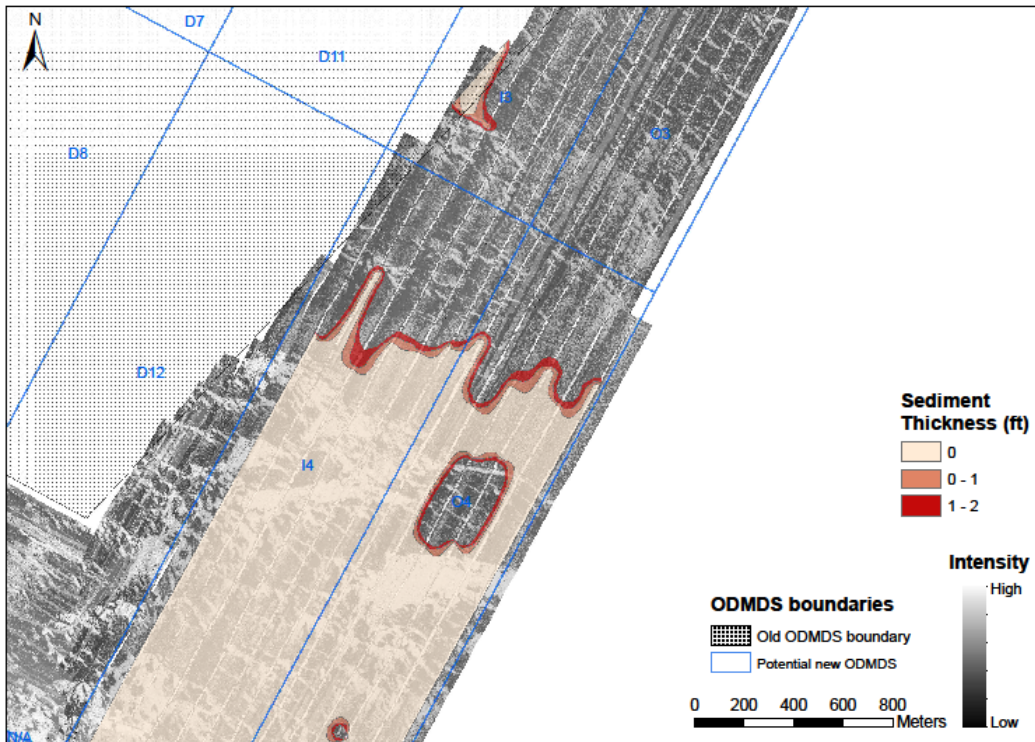 N
D7
D11
I3
O3
D8
D12
I4
O4
N/A
Sediment
Thickness (ft)
0
0 - 1
1 - 2
Intensity
High
Low
ODMDS boundaries
Old ODMDS boundary
Potential new ODMDS
0 200 400 600 800
Meters